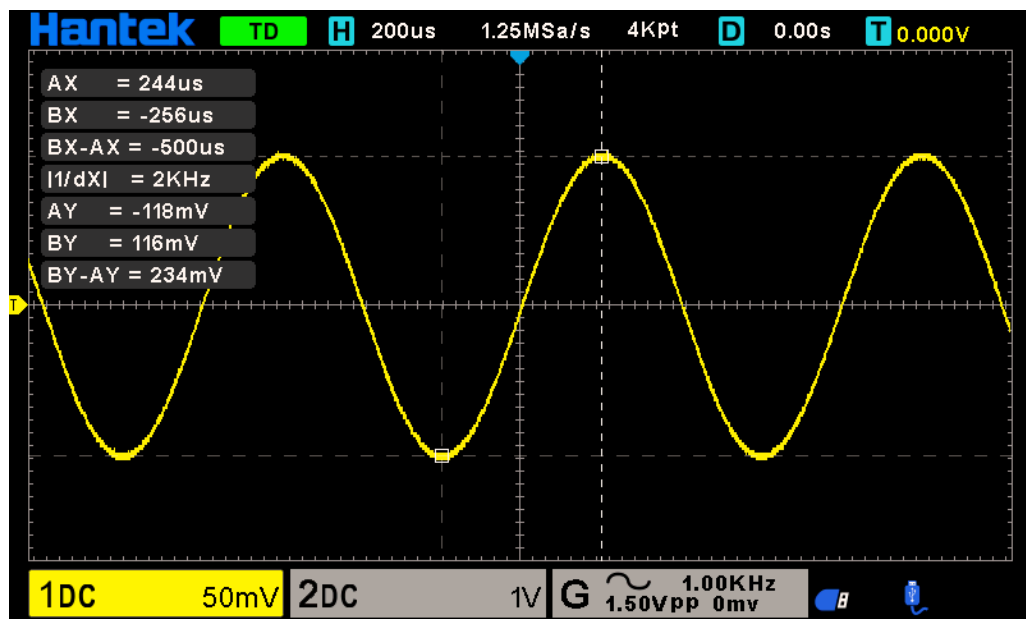 Hantek TD H 200us 1.25MSa/s 4Kpt D 0.00s T 0.000V
AX = 244us
BX = -256us
BX-AX = -500us
|1/dX| = 2KHz
AY = -118mV
BY = 116mV
BY-AY = 234mV
T
1DC 50mV 2DC 1V G 1.00KHz
1.50Vpp 0mv